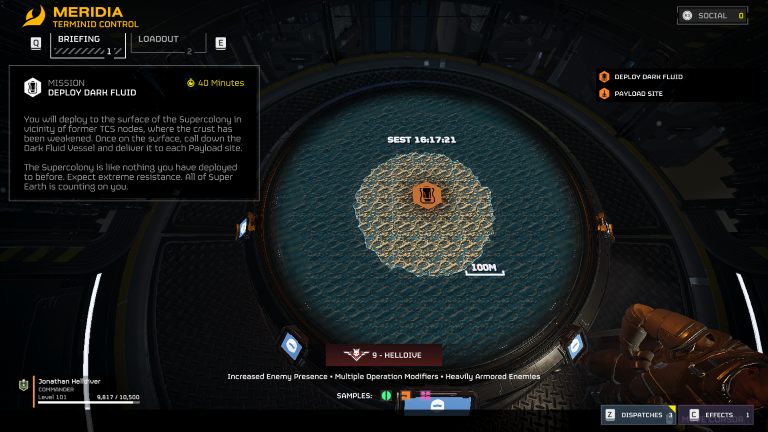 MERIDIA
TERMINID CONTROL
Q
BRIEFING
1
LOADOUT
2
E
SOCIAL 0
MISSION
DEPLOY DARK FLUID
40 Minutes
You will deploy to the surface of the Supercolony in
vicinity of former TCS nodes, where the crust has
been weakened. Once on the surface, call down the
Dark Fluid Vessel and deliver it to each Payload site.
The Supercolony is like nothing you have deployed
to before. Expect extreme resistance. All of Super
Earth is counting on you.
DEPLOY DARK FLUID
PAYLOAD SITE
SEST 16:17:21
100M
9 - HELLDIVE
Increased Enemy Presence • Multiple Operation Modifiers • Heavily Armored Enemies
SAMPLES:
Jonathan Helldiver
COMMANDER
Level 101
9,817 / 10,500
Z DISPATCHES 3
C EFFECTS 1